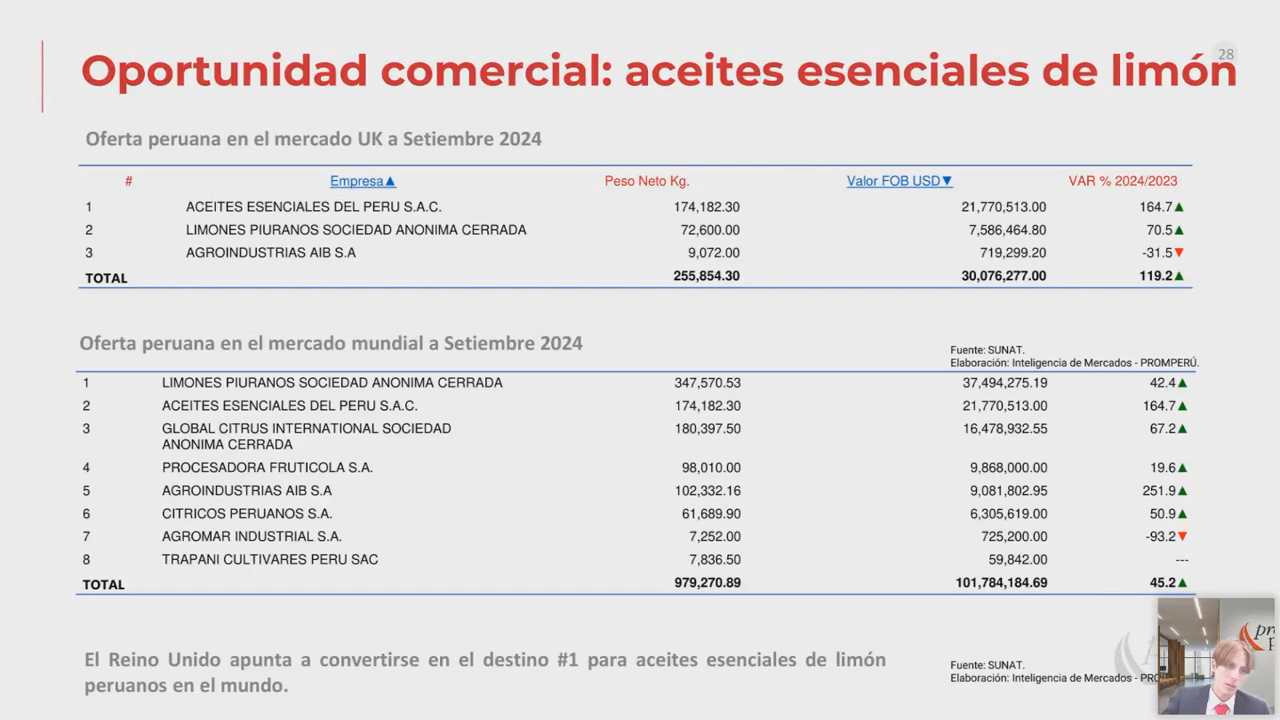 28
Oportunidad comercial: aceites esenciales de limón
Oferta peruana en el mercado UK a Setiembre 2024
# Empresa▲ Peso Neto Kg. Valor FOB USD▼ VAR % 2024/2023
1 ACEITES ESENCIALES DEL PERU S.A.C. 174,182.30 21,770,513.00 164.7▲
2 LIMONES PIURANOS SOCIEDAD ANONIMA CERRADA 72,600.00 7,586,464.80 70.5▲
3 AGROINDUSTRIAS AIB S.A 9,072.00 719,299.20 -31.5▼
TOTAL 255,854.30 30,076,277.00 119.2▲
Oferta peruana en el mercado mundial a Setiembre 2024
Fuente: SUNAT.
Elaboración: Inteligencia de Mercados - PROMPERÚ.
1 LIMONES PIURANOS SOCIEDAD ANONIMA CERRADA 347,570.53 37,494,275.19 42.4▲
2 ACEITES ESENCIALES DEL PERU S.A.C. 174,182.30 21,770,513.00 164.7▲
3 GLOBAL CITRUS INTERNATIONAL SOCIEDAD 180,397.50 16,478,932.55 67.2▲
ANONIMA CERRADA
4 PROCESADORA FRUTICOLA S.A. 98,010.00 9,868,000.00 19.6▲
5 AGROINDUSTRIAS AIB S.A 102,332.16 9,081,802.95 251.9▲
6 CITRICOS PERUANOS S.A. 61,689.90 6,305,619.00 50.9▲
7 AGROMAR INDUSTRIAL S.A. 7,252.00 725,200.00 -93.2▼
8 TRAPANI CULTIVARES PERU SAC 7,836.50 59,842.00 ---
TOTAL 979,270.89 101,784,184.69 45.2▲
El Reino Unido apunta a convertirse en el destino #1 para aceites esenciales de limón
peruanos en el mundo.
Fuente: SUNAT.
Elaboración: Inteligencia de Mercados -